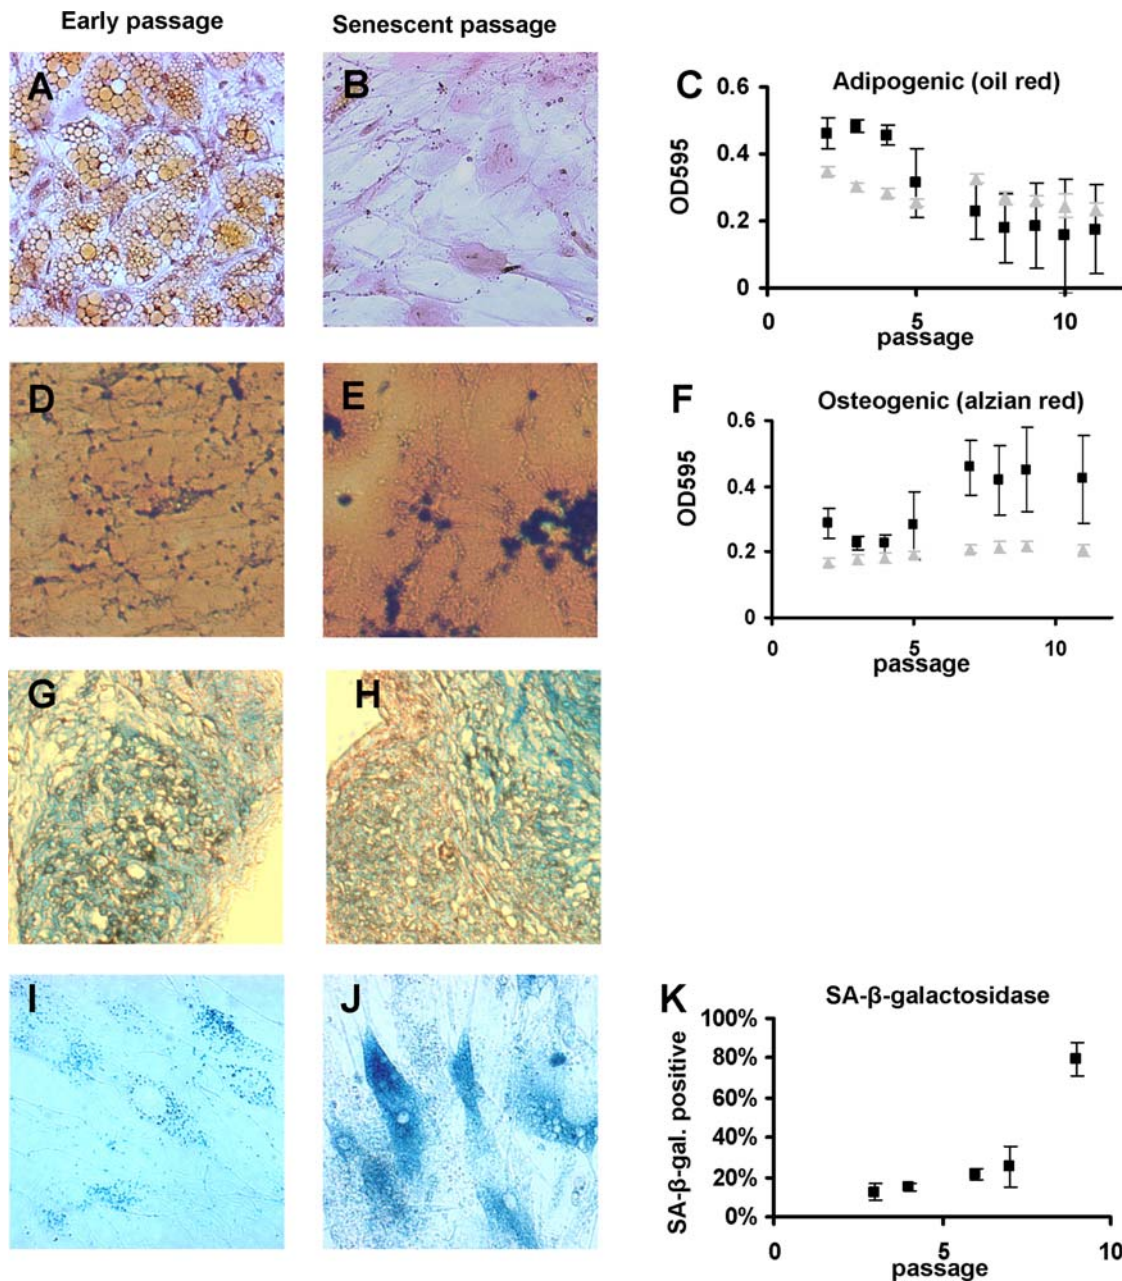 Early passage
Senescent passage
A
B
C
Adipogenic (oil red)
0.6
0.4
0.2
0
OD595
0
5
10
passage
D
E
F
Osteogenic (alzian red)
0.6
0.4
0.2
0
OD595
0
5
10
passage
G
H
I
J
K
SA-β-galactosidase
100%
80%
60%
40%
20%
0%
SA-β-gal. positive
0
5
10
passage